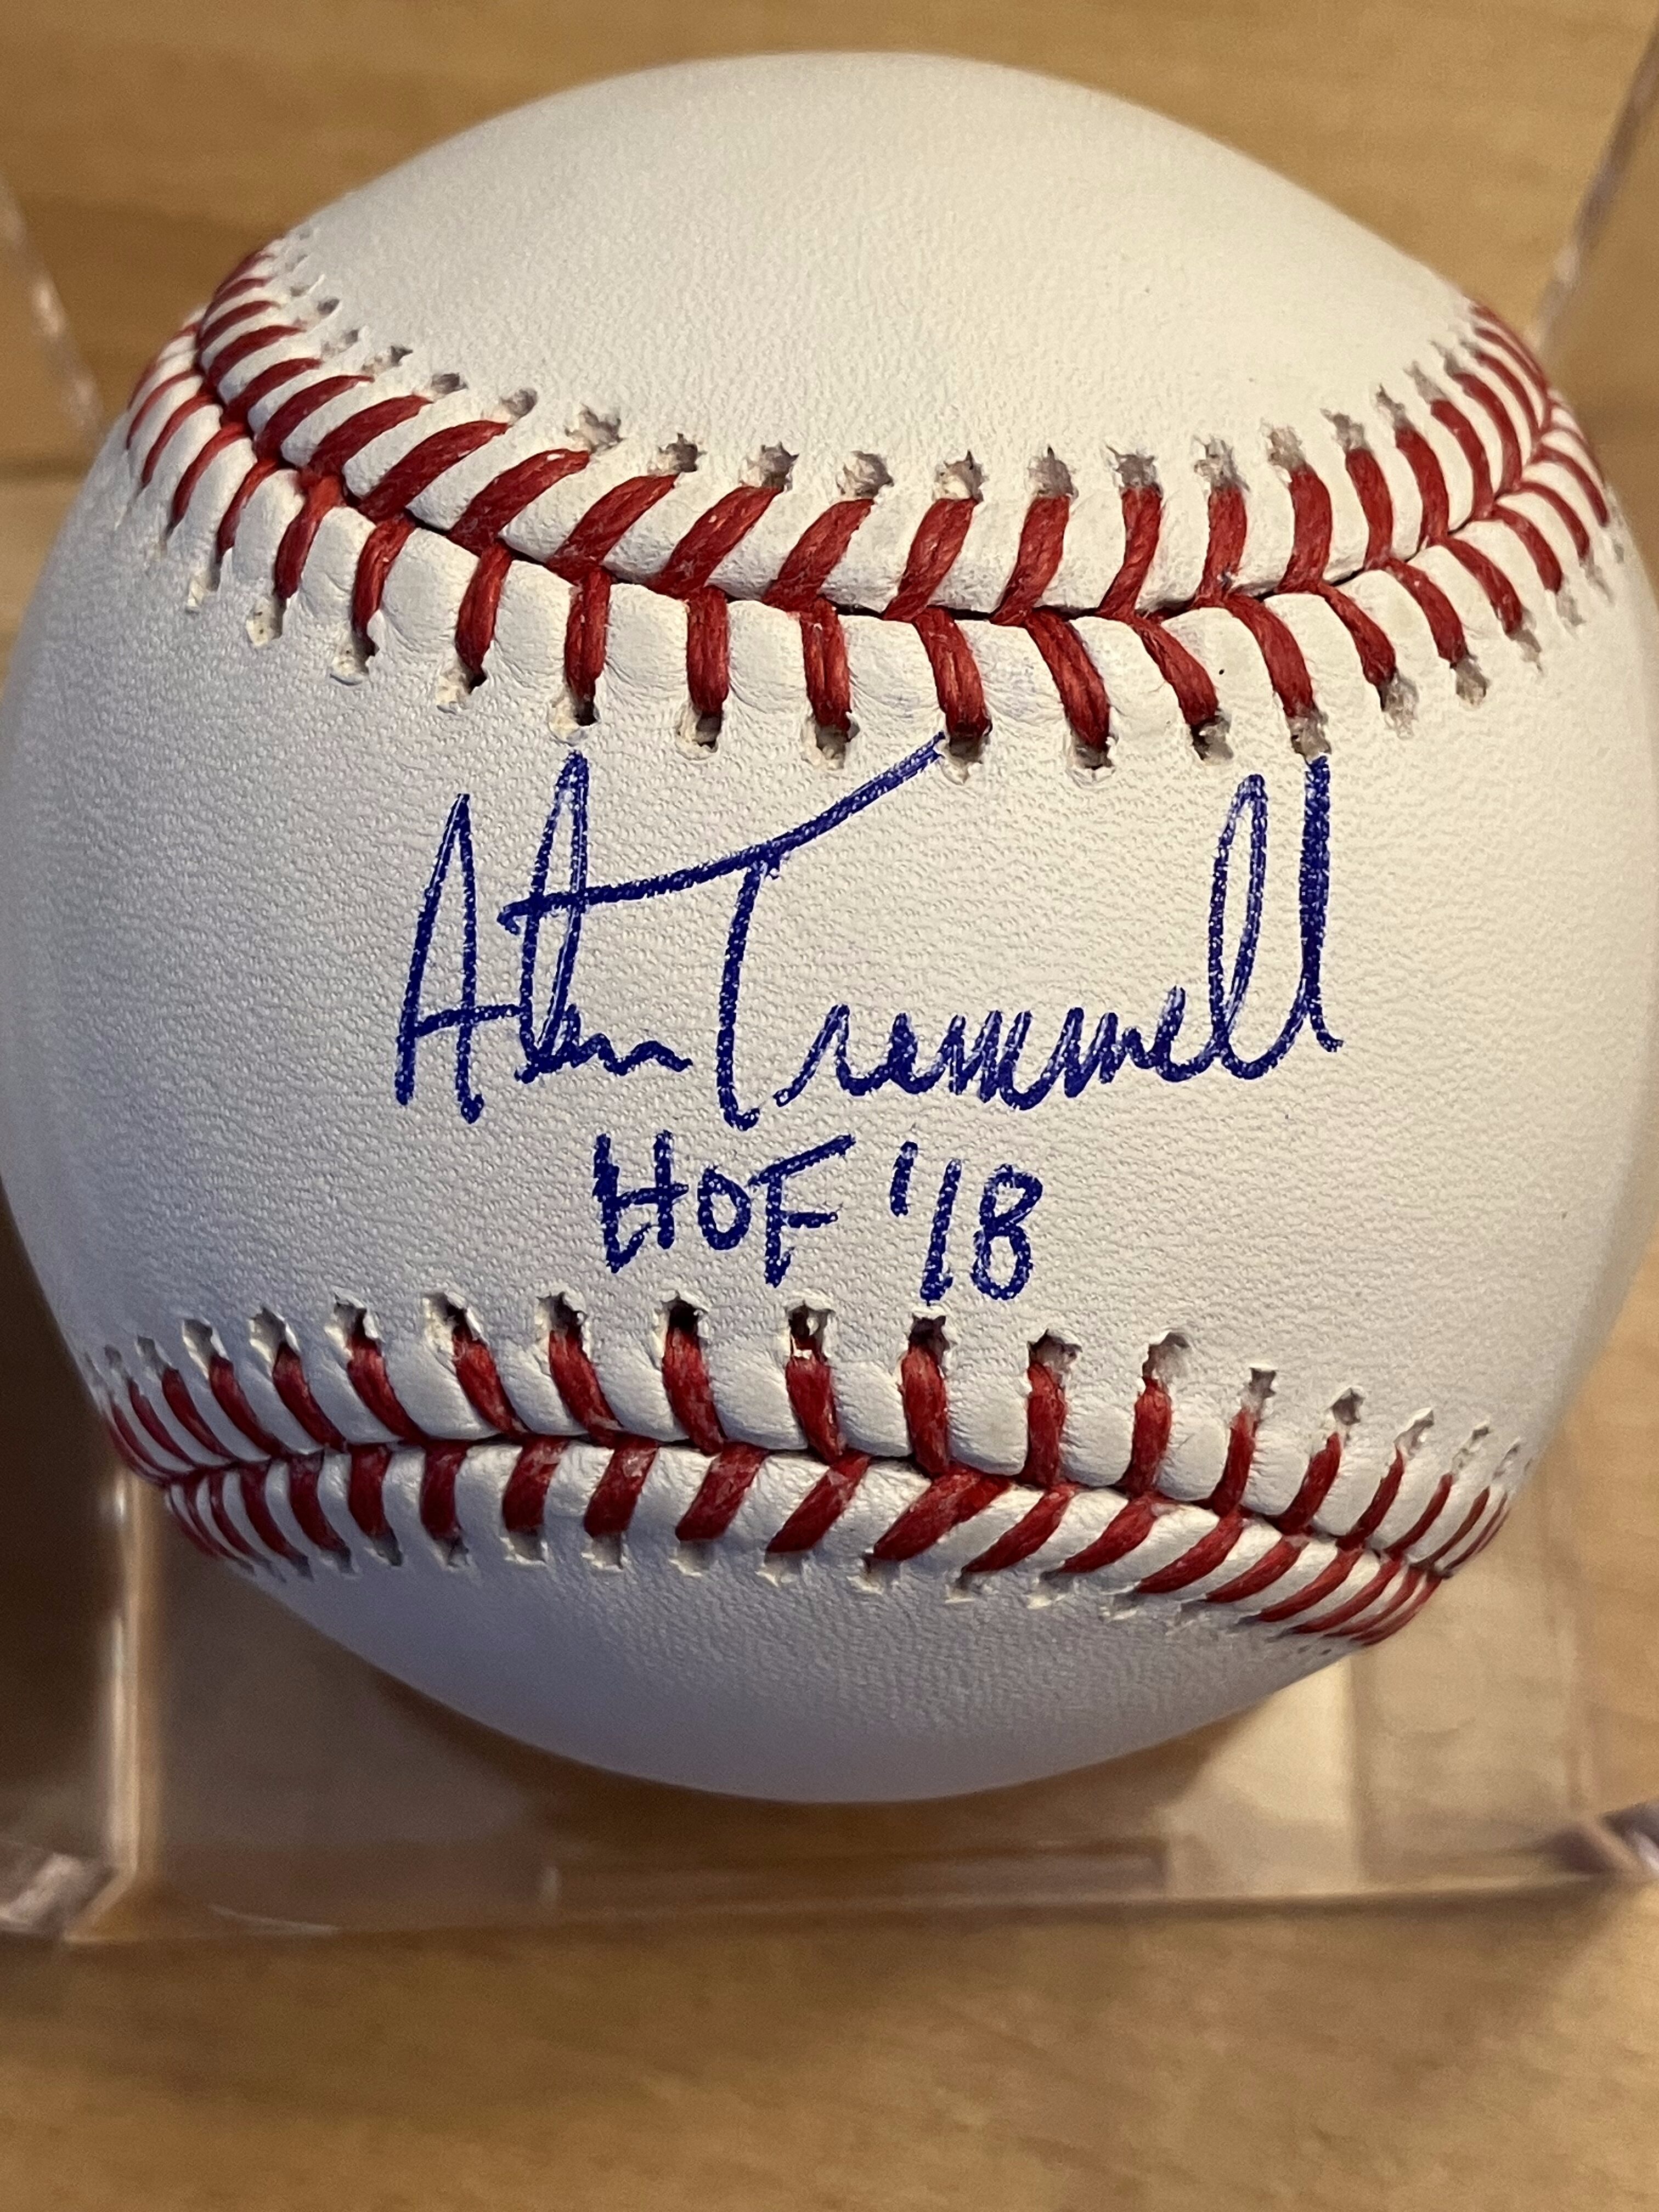 Alan Trammell
HOF '18